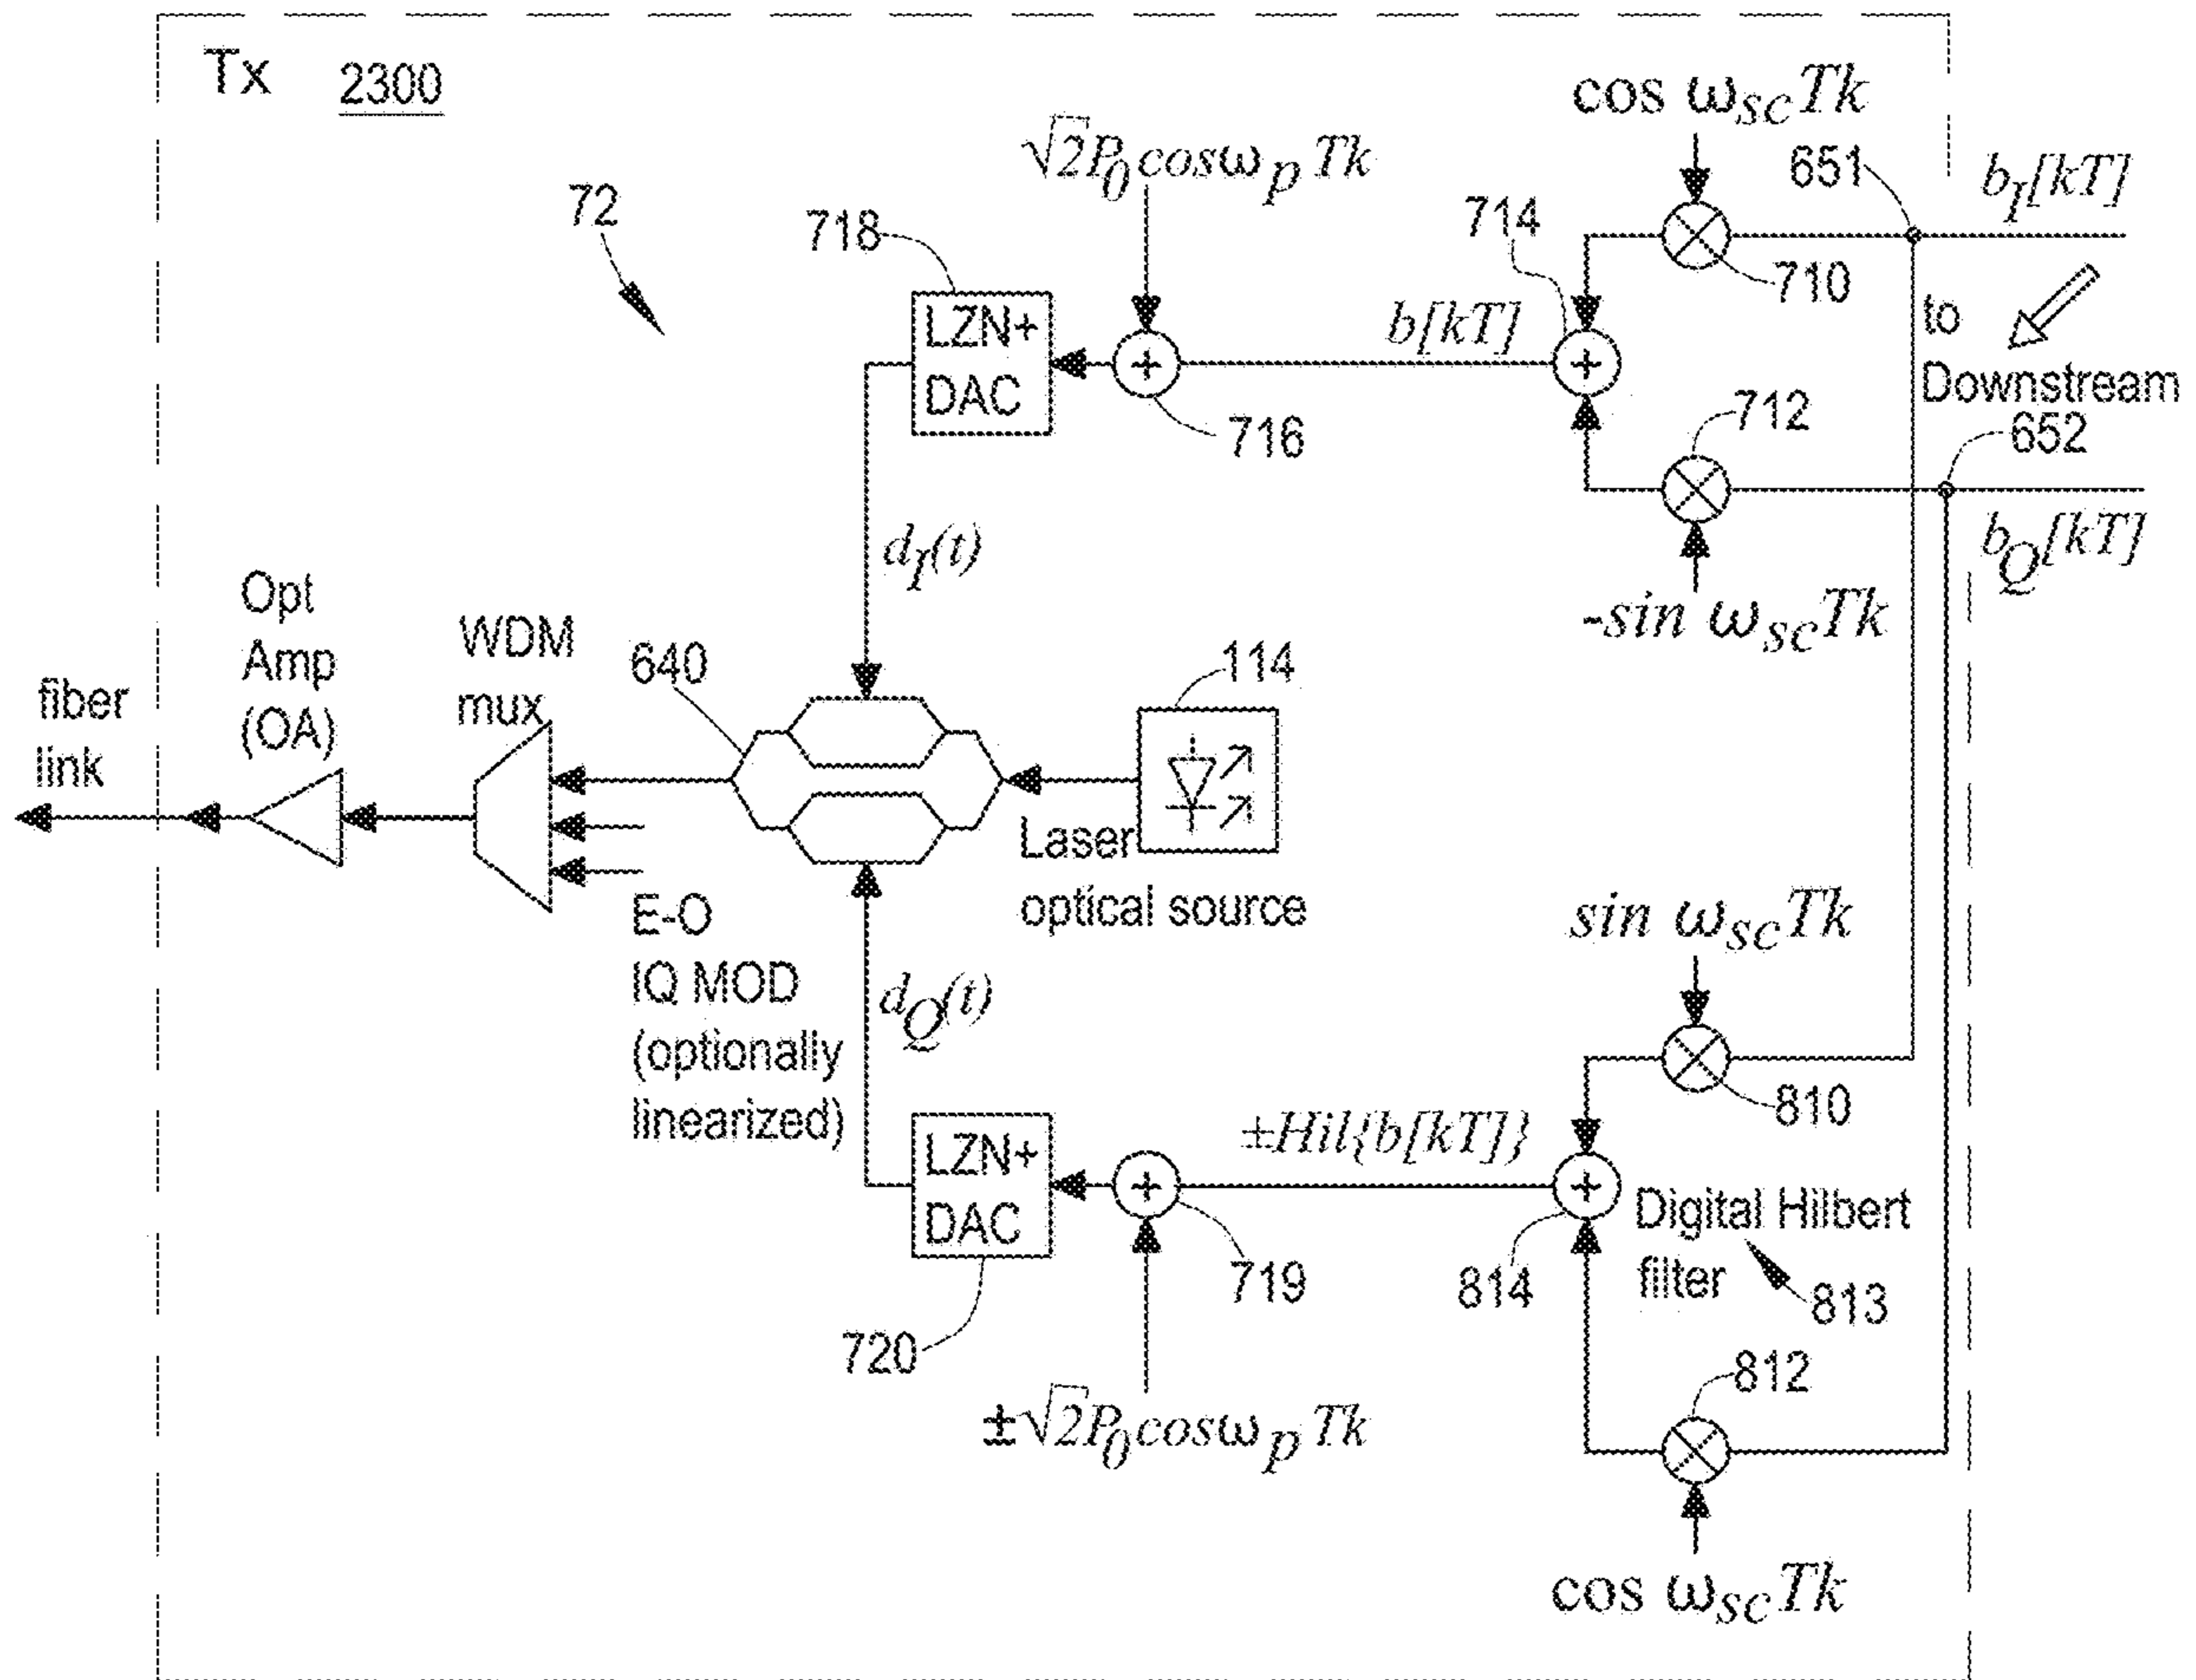 Tx 2300
cos ω_sc Tk
√2P_0 cosω_p Tk
651
b_I[kT]
72
718
714
710
to
Downstream
LZN+
DAC
b[kT]
716
712
652
b_Q[kT]
-sin ω_sc Tk
d_I(t)
Opt
Amp
(OA)
WDM
mux
640
114
fiber
link
Laser
optical source
E-O
IQ MOD
(optionally
linearized)
sin ω_sc Tk
d_Q(t)
810
±Hil{b[kT]}
LZN+
DAC
719
814
Digital Hilbert
filter
813
720
812
±√2P_0 cosω_p Tk
cos ω_sc Tk